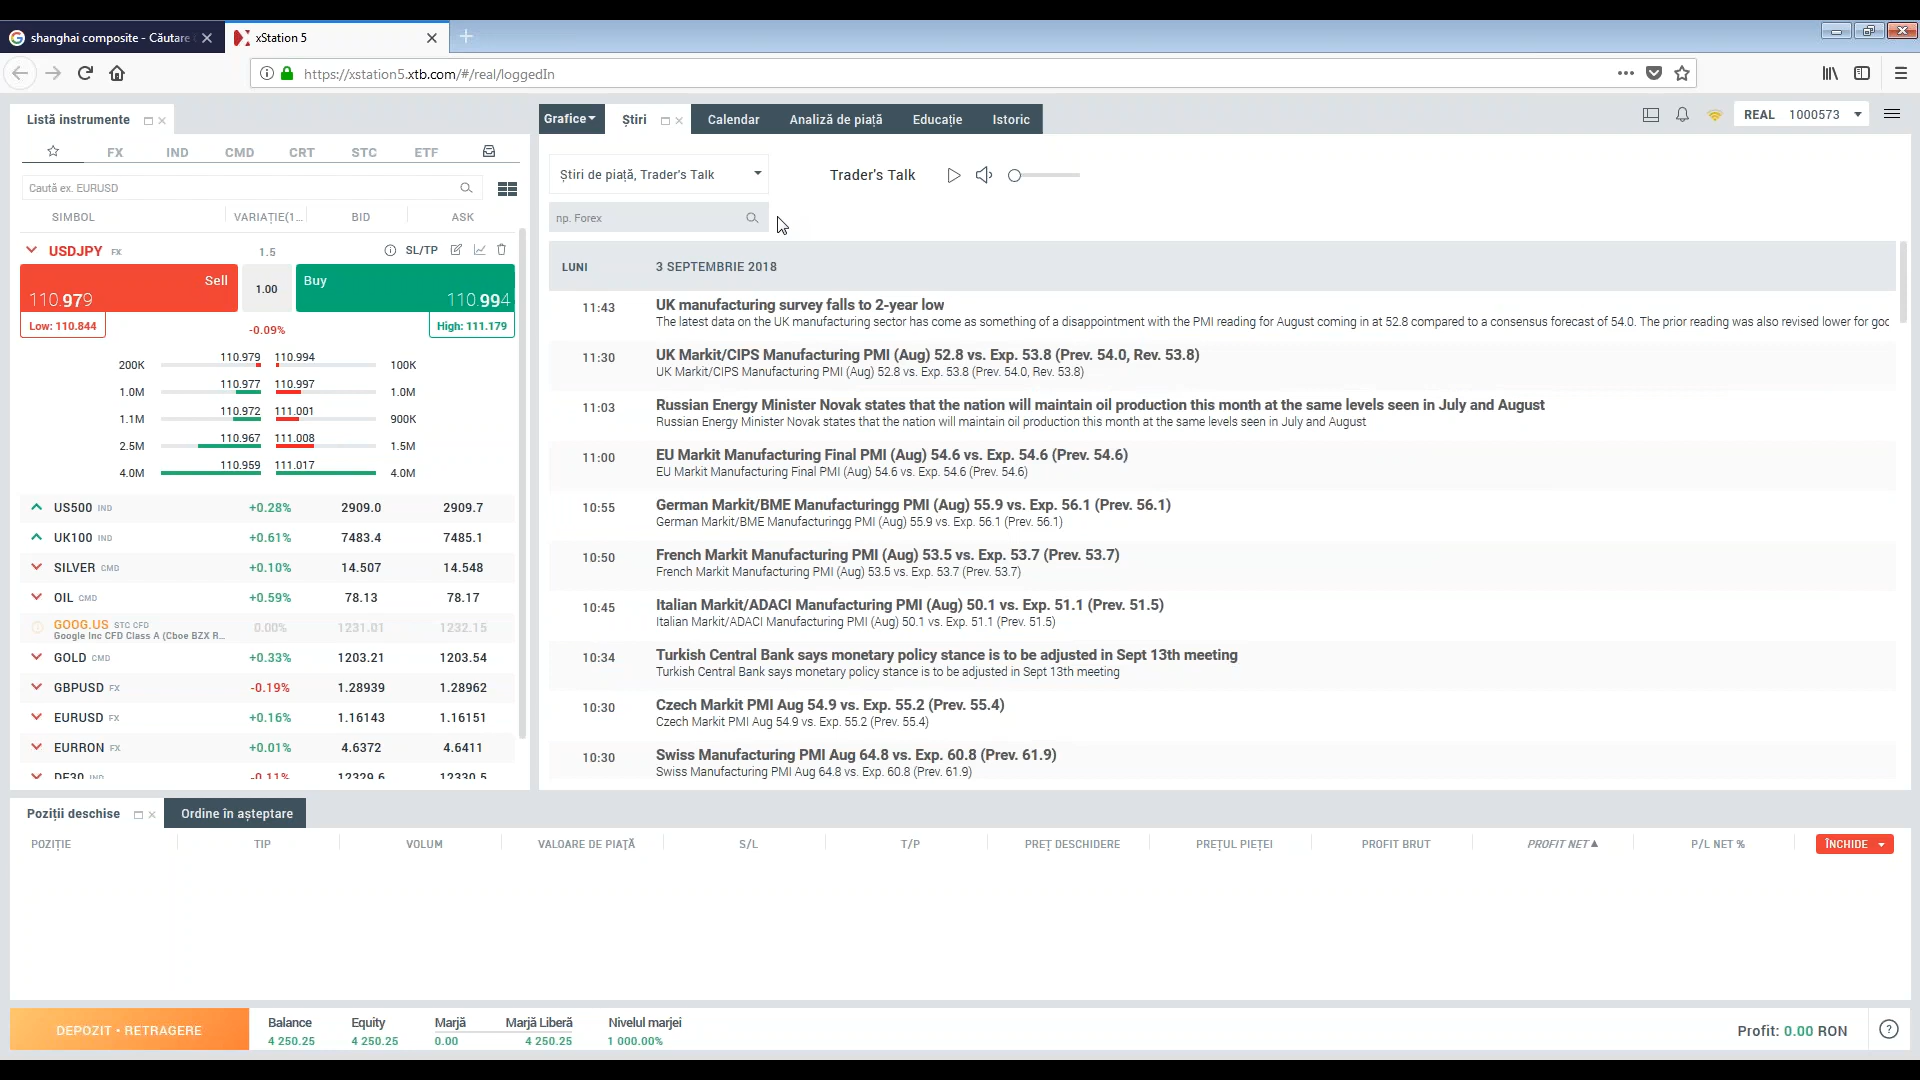 shanghai composite - Căutare
xStation 5
https://xstation5.xtb.com/#/real/loggedIn
Listă instrumente
Grafice
Știri
Calendar
Analiză de piață
Educație
Istoric
REAL 1000573
FX IND CMD CRT STC ETF
Știri de piață, Trader's Talk
Trader's Talk
Caută ex. EURUSD
np. Forex
SIMBOL VARIAȚIE(1... BID ASK
USDJPY FX 1.5 SL/TP
Sell
110.979
1.00
Buy
110.994
Low: 110.844
-0.09%
High: 111.179
110.979 110.994
200K 100K
110.977 110.997
1.0M 1.0M
110.972 111.001
1.1M 900K
110.967 111.008
2.5M 1.5M
110.959 111.017
4.0M 4.0M
US500 IND +0.28% 2909.0 2909.7
UK100 IND +0.61% 7483.4 7485.1
SILVER CMD +0.10% 14.507 14.548
OIL CMD +0.59% 78.13 78.17
GOOG.US STC CFD 0.00% 1231.01 1232.15
Google Inc CFD Class A (Cboe BZX R...
GOLD CMD +0.33% 1203.21 1203.54
GBPUSD FX -0.19% 1.28939 1.28962
EURUSD FX +0.16% 1.16143 1.16151
EURRON FX +0.01% 4.6372 4.6411
DE30 IND -0.11% 12329.6 12330.5
LUNI 3 SEPTEMBRIE 2018
11:43 UK manufacturing survey falls to 2-year low
The latest data on the UK manufacturing sector has come as something of a disappointment with the PMI reading for August coming in at 52.8 compared to a consensus forecast of 54.0. The prior reading was also revised lower for goc
11:30 UK Markit/CIPS Manufacturing PMI (Aug) 52.8 vs. Exp. 53.8 (Prev. 54.0, Rev. 53.8)
UK Markit/CIPS Manufacturing PMI (Aug) 52.8 vs. Exp. 53.8 (Prev. 54.0, Rev. 53.8)
11:03 Russian Energy Minister Novak states that the nation will maintain oil production this month at the same levels seen in July and August
Russian Energy Minister Novak states that the nation will maintain oil production this month at the same levels seen in July and August
11:00 EU Markit Manufacturing Final PMI (Aug) 54.6 vs. Exp. 54.6 (Prev. 54.6)
EU Markit Manufacturing Final PMI (Aug) 54.6 vs. Exp. 54.6 (Prev. 54.6)
10:55 German Markit/BME Manufacturingg PMI (Aug) 55.9 vs. Exp. 56.1 (Prev. 56.1)
German Markit/BME Manufacturingg PMI (Aug) 55.9 vs. Exp. 56.1 (Prev. 56.1)
10:50 French Markit Manufacturing PMI (Aug) 53.5 vs. Exp. 53.7 (Prev. 53.7)
French Markit Manufacturing PMI (Aug) 53.5 vs. Exp. 53.7 (Prev. 53.7)
10:45 Italian Markit/ADACI Manufacturing PMI (Aug) 50.1 vs. Exp. 51.1 (Prev. 51.5)
Italian Markit/ADACI Manufacturing PMI (Aug) 50.1 vs. Exp. 51.1 (Prev. 51.5)
10:34 Turkish Central Bank says monetary policy stance is to be adjusted in Sept 13th meeting
Turkish Central Bank says monetary policy stance is to be adjusted in Sept 13th meeting
10:30 Czech Markit PMI Aug 54.9 vs. Exp. 55.2 (Prev. 55.4)
Czech Markit PMI Aug 54.9 vs. Exp. 55.2 (Prev. 55.4)
10:30 Swiss Manufacturing PMI Aug 64.8 vs. Exp. 60.8 (Prev. 61.9)
Swiss Manufacturing PMI Aug 64.8 vs. Exp. 60.8 (Prev. 61.9)
Poziții deschise
Ordine în așteptare
POZIȚIE TIP VOLUM VALOARE DE PIAȚĂ S/L T/P PREȚ DESCHIDERE PREȚUL PIEȚEI PROFIT BRUT PROFIT NET P/L NET % ÎNCHIDE
DEPOZIT • RETRAGERE
Balance Equity Marjă Marjă Liberă Nivelul marjei
4 250.25 4 250.25 0.00 4 250.25 1 000.00%
Profit: 0.00 RON